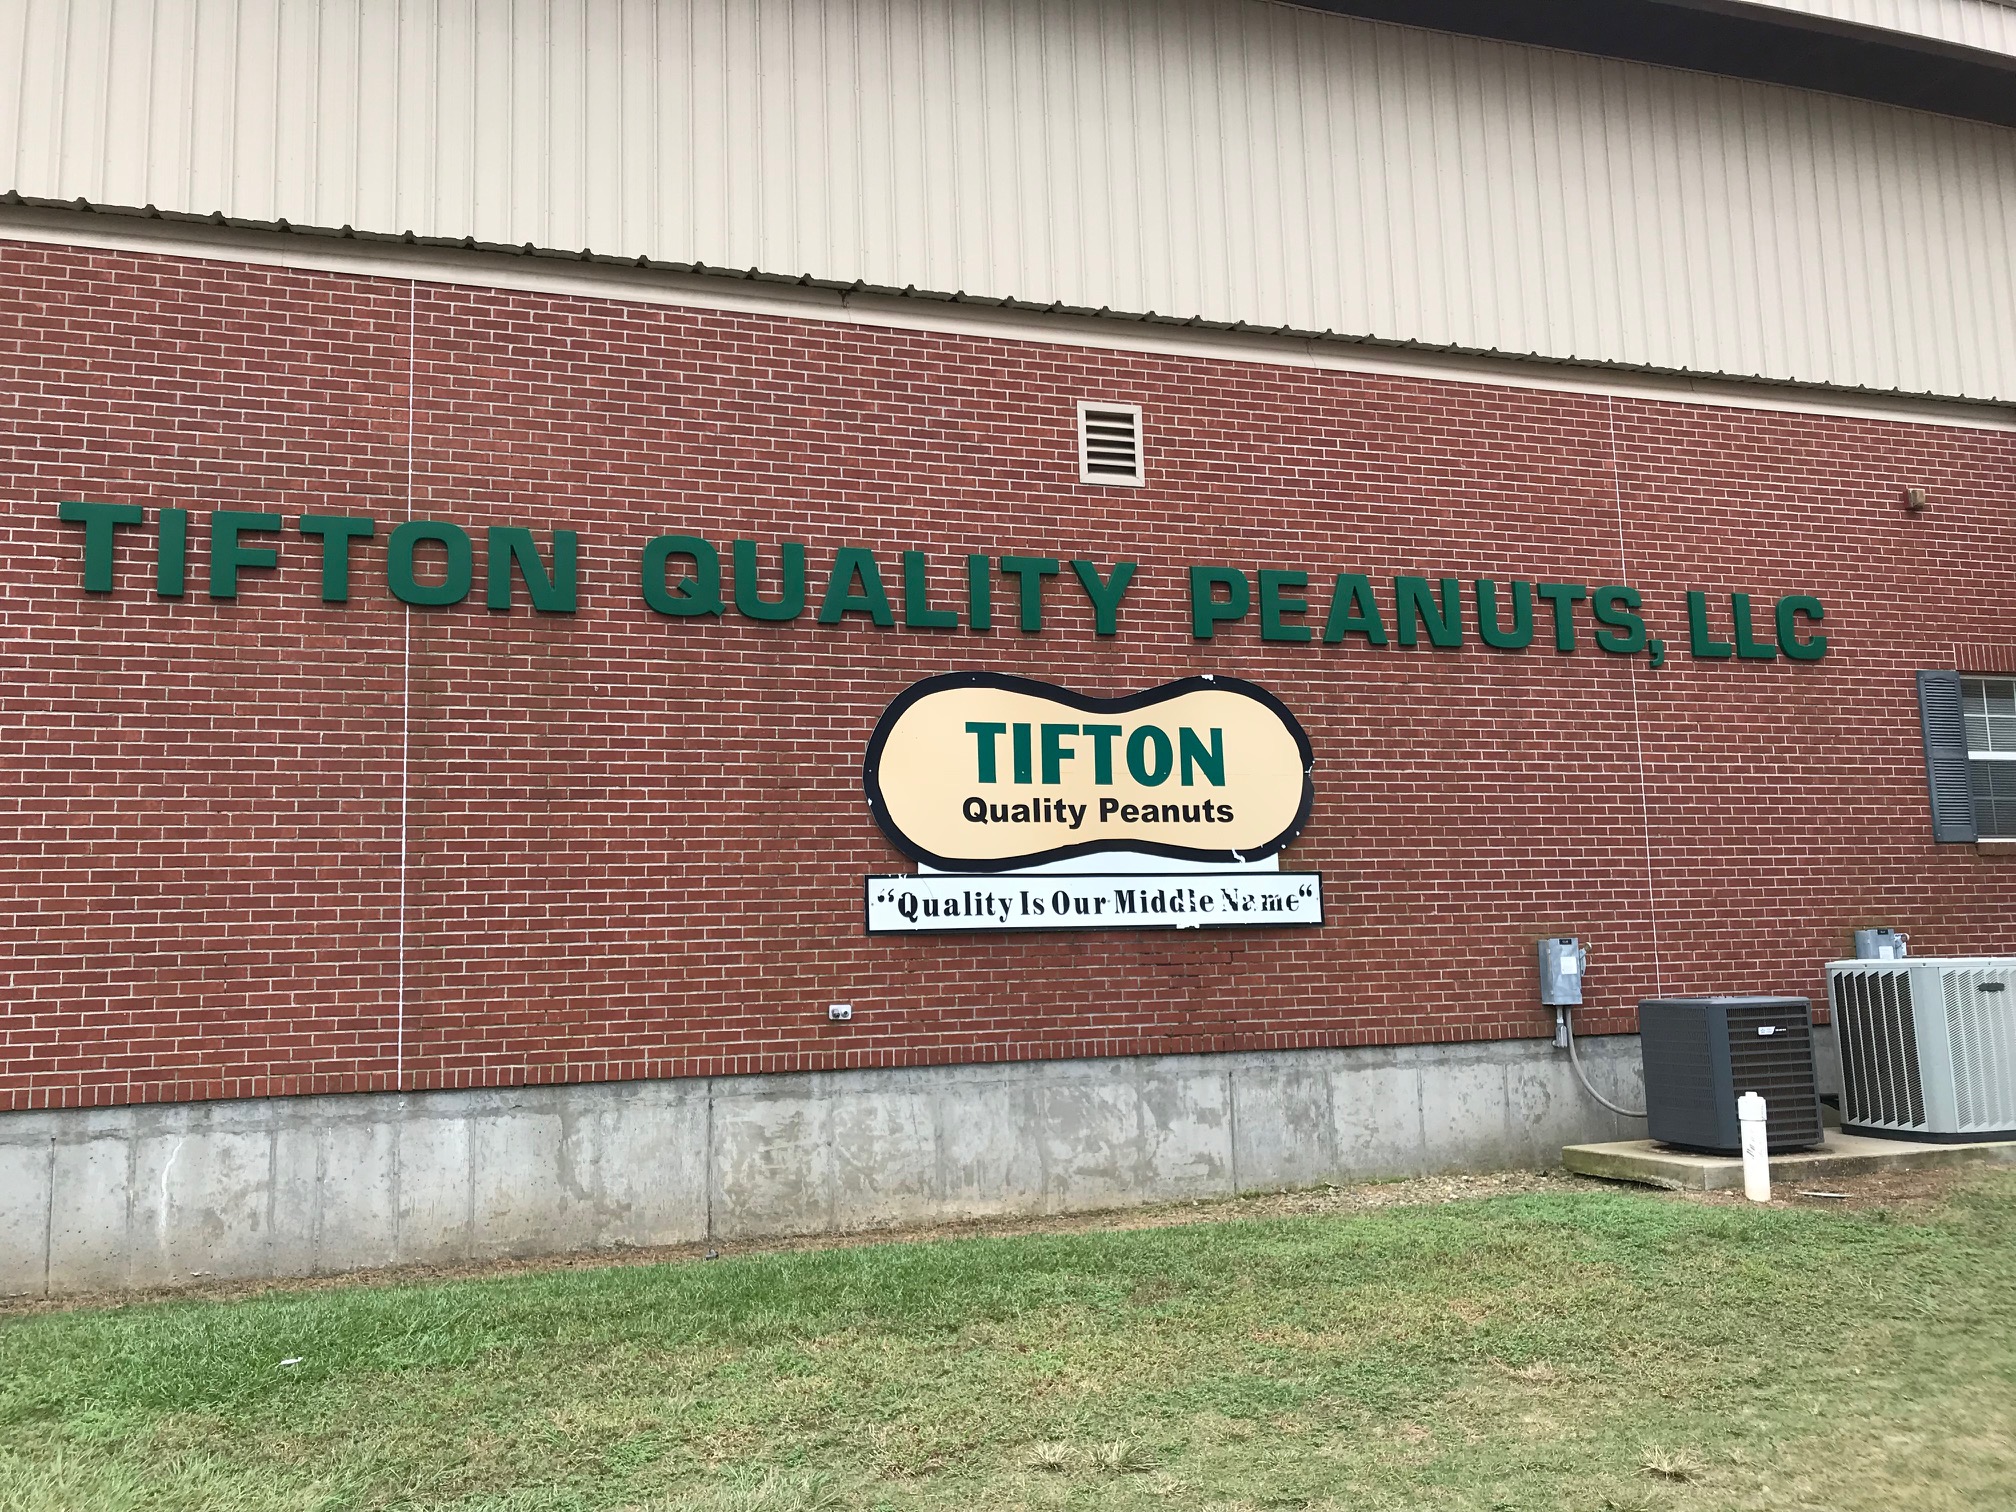 TIFTON QUALITY PEANUTS, LLC
TIFTON
Quality Peanuts
“Quality Is Our Middle Name“